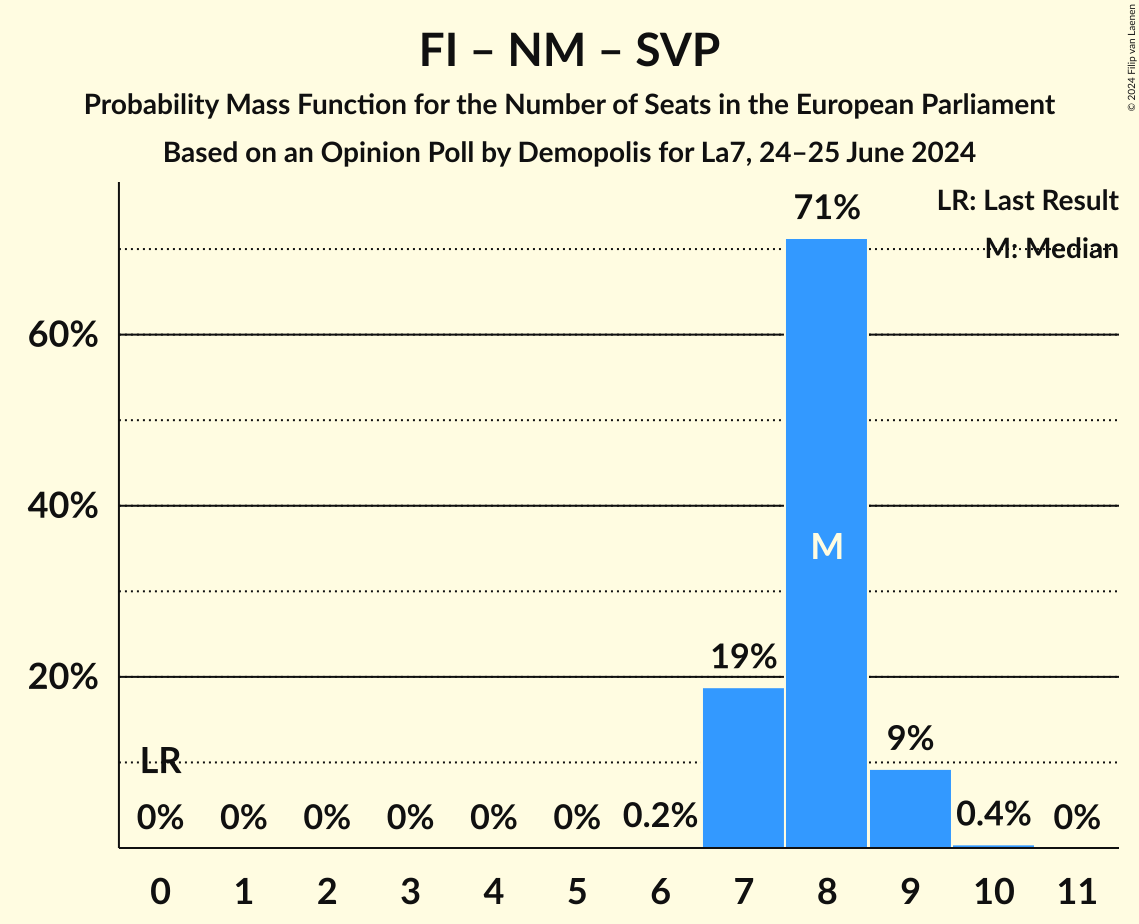 FI – NM – SVP
Probability Mass Function for the Number of Seats in the European Parliament
Based on an Opinion Poll by Demopolis for La7, 24–25 June 2024
© 2024 Filip van Laenen
LR: Last Result
M: Median
71%
60%
40%
M
19%
20%
9%
LR
0% 0% 0% 0% 0% 0% 0.2% 0.4% 0%
0 1 2 3 4 5 6 7 8 9 10 11